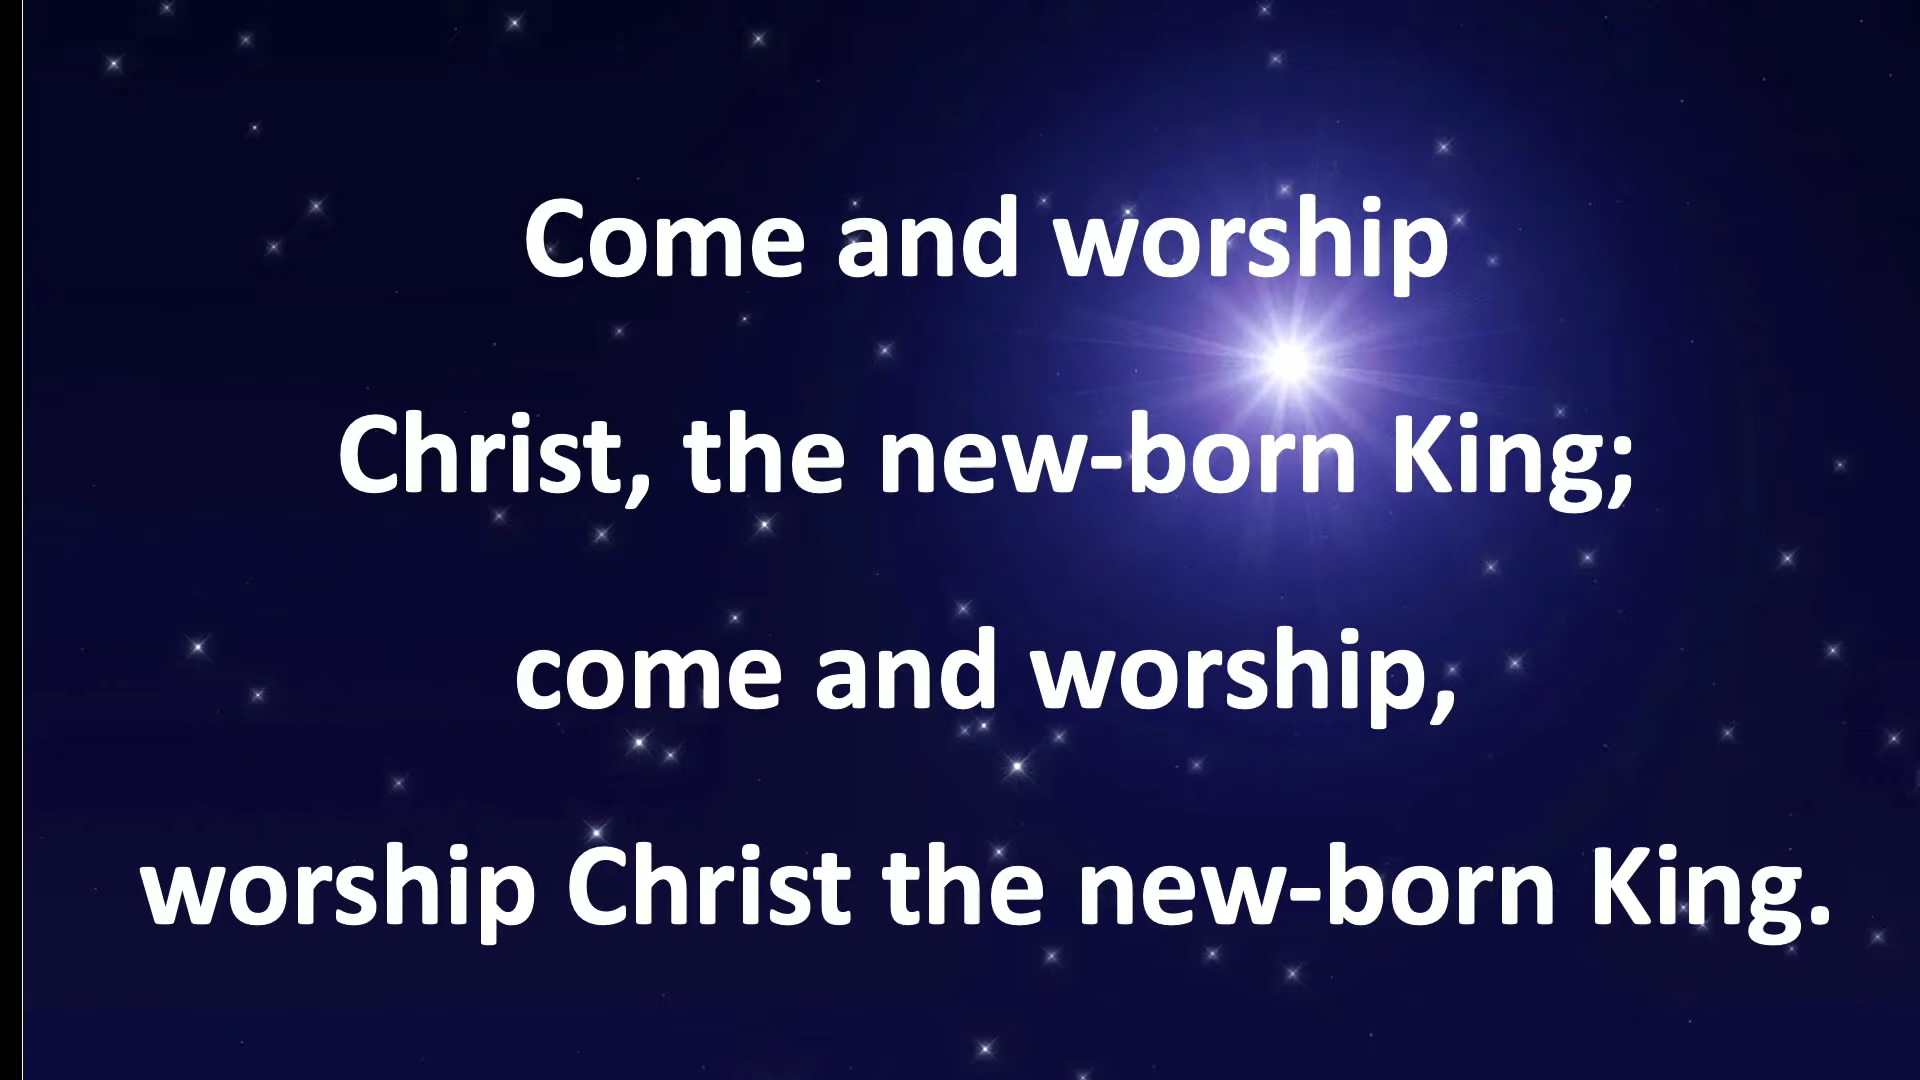 Come and worship
Christ, the new-born King;
come and worship,
worship Christ the new-born King.